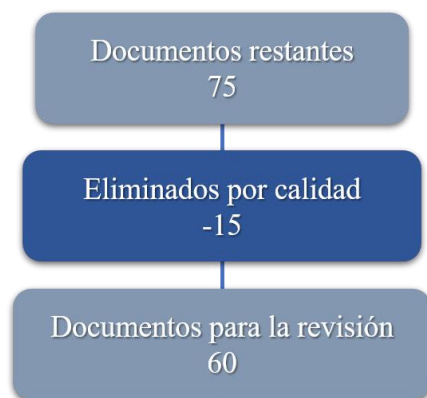 Documentos restantes
75
Eliminados por calidad
-15
Documentos para la revisión
60